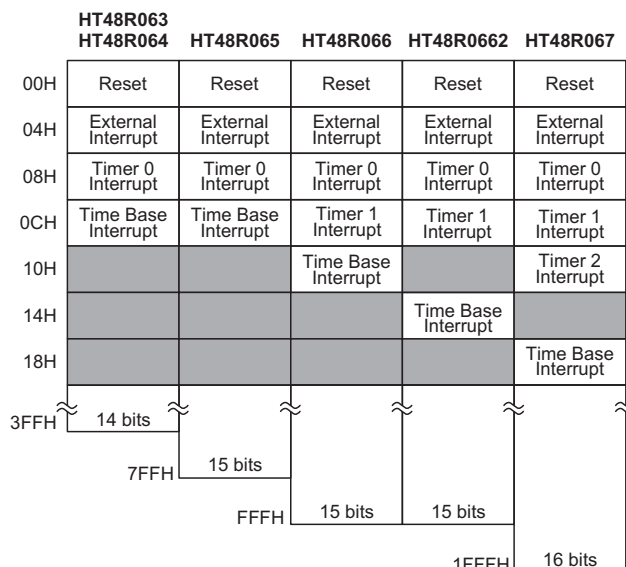 HT48R063
HT48R064 HT48R065 HT48R066 HT48R0662 HT48R067
00H Reset Reset Reset Reset Reset
04H External Interrupt External Interrupt External Interrupt External Interrupt External Interrupt
08H Timer 0 Interrupt Timer 0 Interrupt Timer 0 Interrupt Timer 0 Interrupt Timer 0 Interrupt
0CH Time Base Interrupt Time Base Interrupt Timer 1 Interrupt Timer 1 Interrupt Timer 1 Interrupt
10H Time Base Interrupt Timer 2 Interrupt
14H Time Base Interrupt
18H Time Base Interrupt
3FFH 14 bits
7FFH 15 bits
FFFH 15 bits 15 bits
1FFFH 16 bits